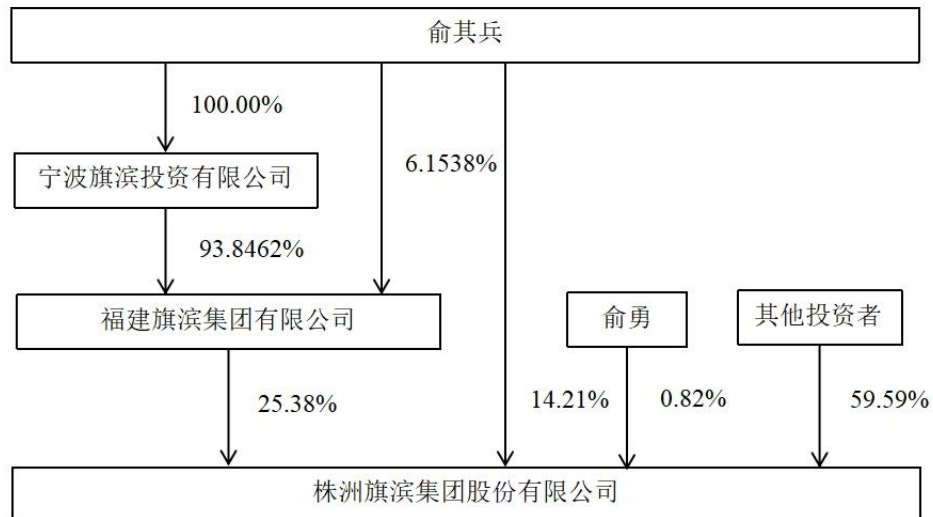 俞其兵
100.00%
6.1538%
宁波旗滨投资有限公司
93.8462%
福建旗滨集团有限公司
俞勇
其他投资者
25.38%
14.21%
0.82%
59.59%
株洲旗滨集团股份有限公司